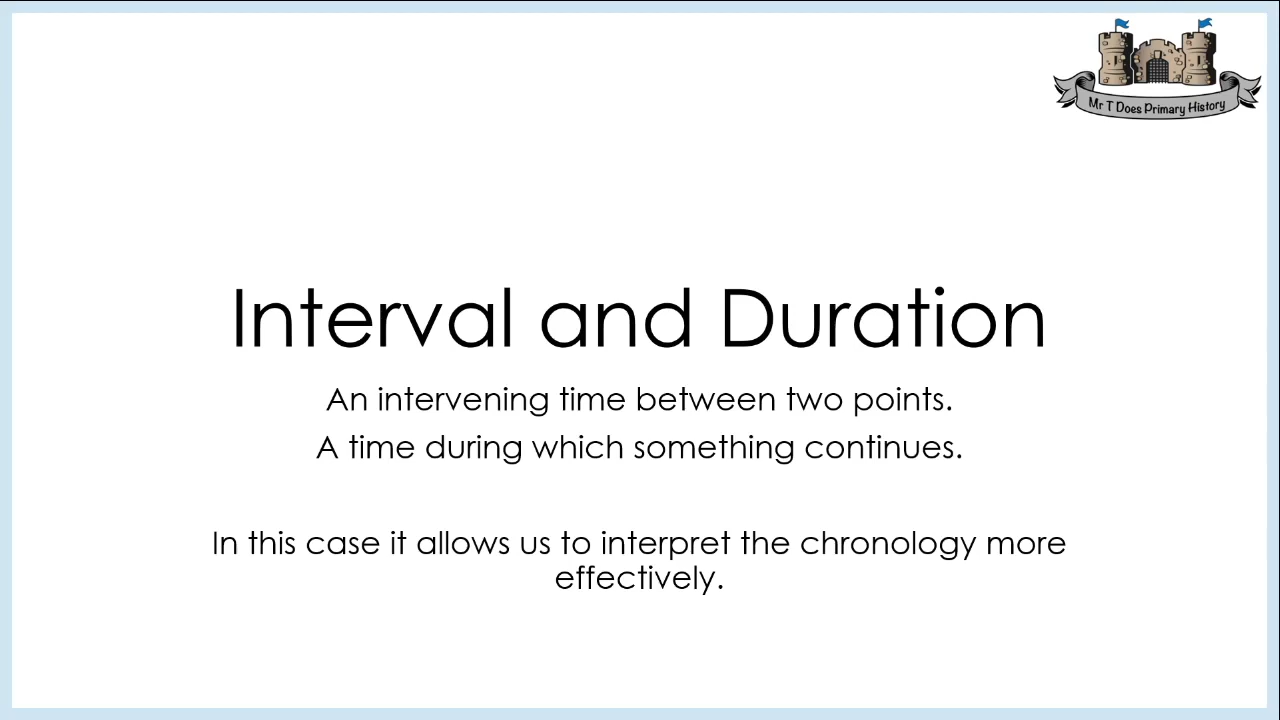 Mr T Does Primary History
Interval and Duration
An intervening time between two points.
A time during which something continues.
In this case it allows us to interpret the chronology more
effectively.